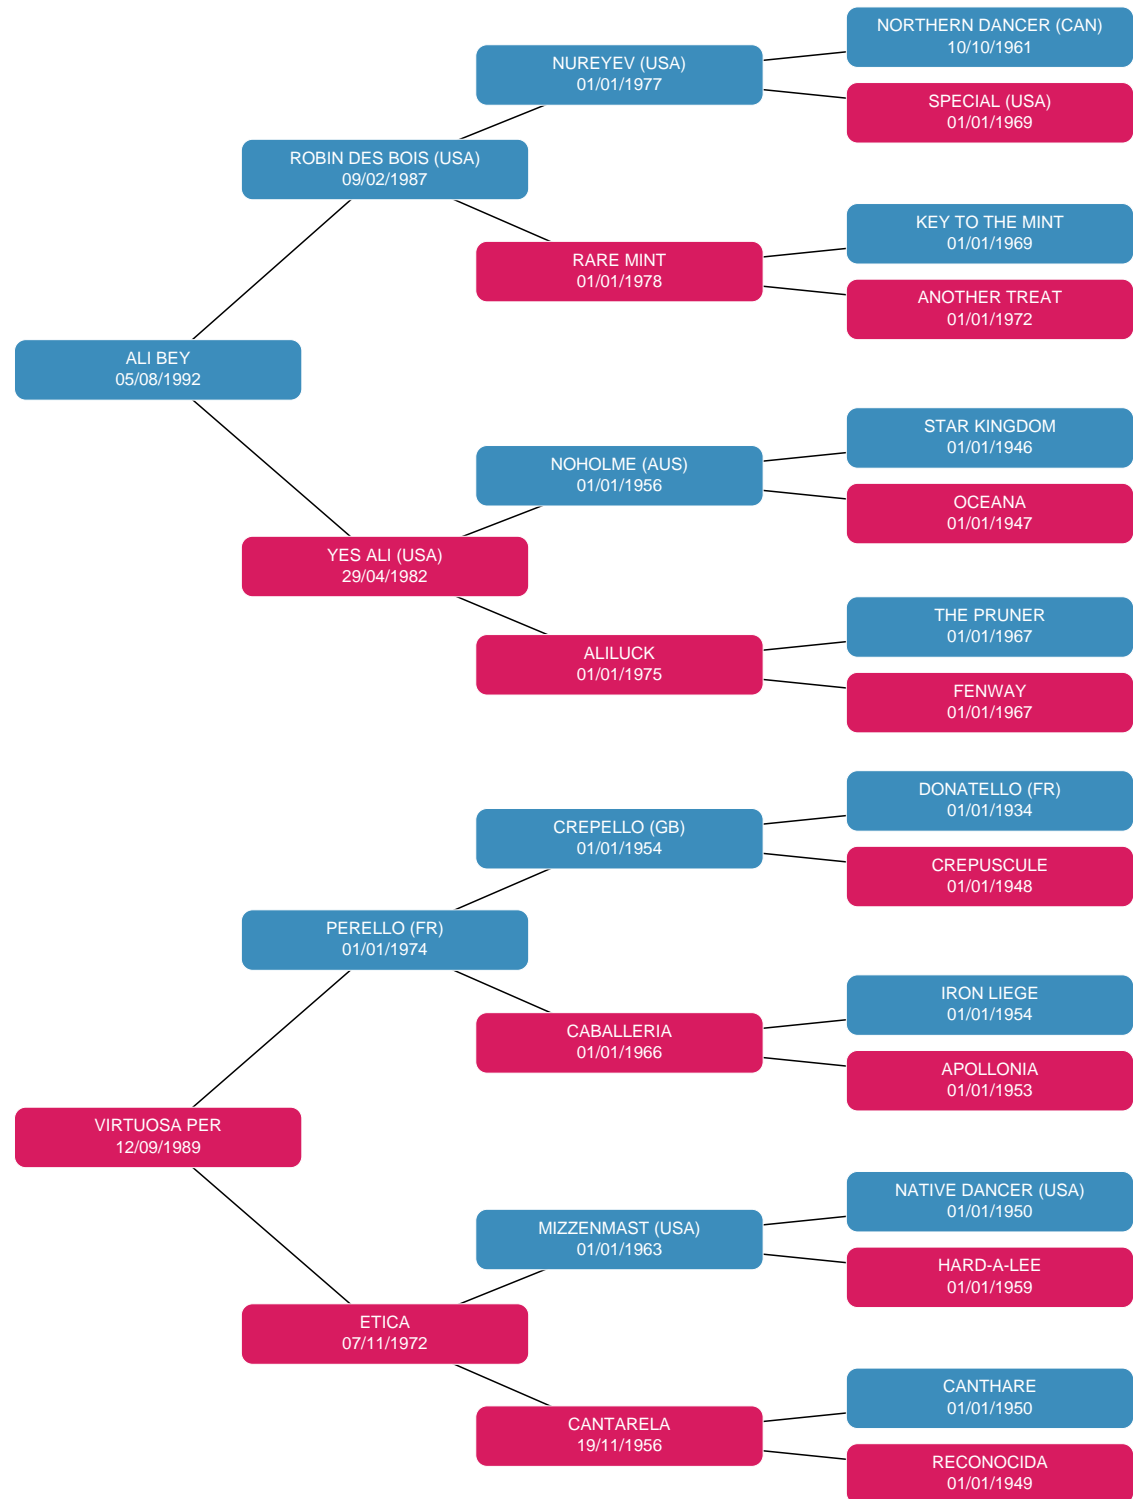 NORTHERN DANCER (CAN)
10/10/1961
NUREYEV (USA)
01/01/1977
SPECIAL (USA)
01/01/1969
ROBIN DES BOIS (USA)
09/02/1987
KEY TO THE MINT
01/01/1969
RARE MINT
01/01/1978
ANOTHER TREAT
01/01/1972
ALI BEY
05/08/1992
STAR KINGDOM
01/01/1946
NOHOLME (AUS)
01/01/1956
OCEANA
01/01/1947
YES ALI (USA)
29/04/1982
THE PRUNER
01/01/1967
ALILUCK
01/01/1975
FENWAY
01/01/1967
DONATELLO (FR)
01/01/1934
CREPELLO (GB)
01/01/1954
CREPUSCULE
01/01/1948
PERELLO (FR)
01/01/1974
IRON LIEGE
01/01/1954
CABALLERIA
01/01/1966
APOLLONIA
01/01/1953
VIRTUOSA PER
12/09/1989
NATIVE DANCER (USA)
01/01/1950
MIZZENMAST (USA)
01/01/1963
HARD-A-LEE
01/01/1959
ETICA
07/11/1972
CANTHARE
01/01/1950
CANTARELA
19/11/1956
RECONOCIDA
01/01/1949